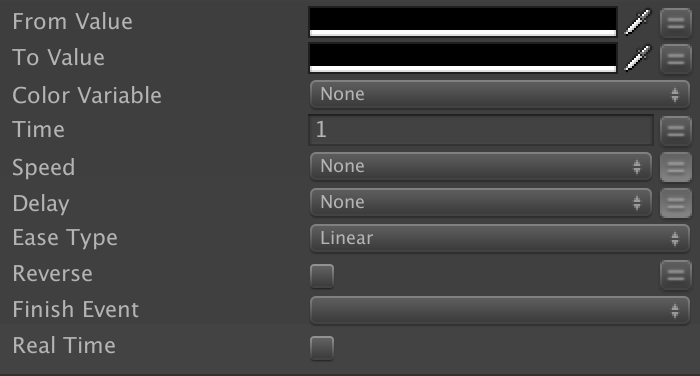 From Value
To Value
Color Variable None
Time 1
Speed None
Delay None
Ease Type Linear
Reverse
Finish Event
Real Time